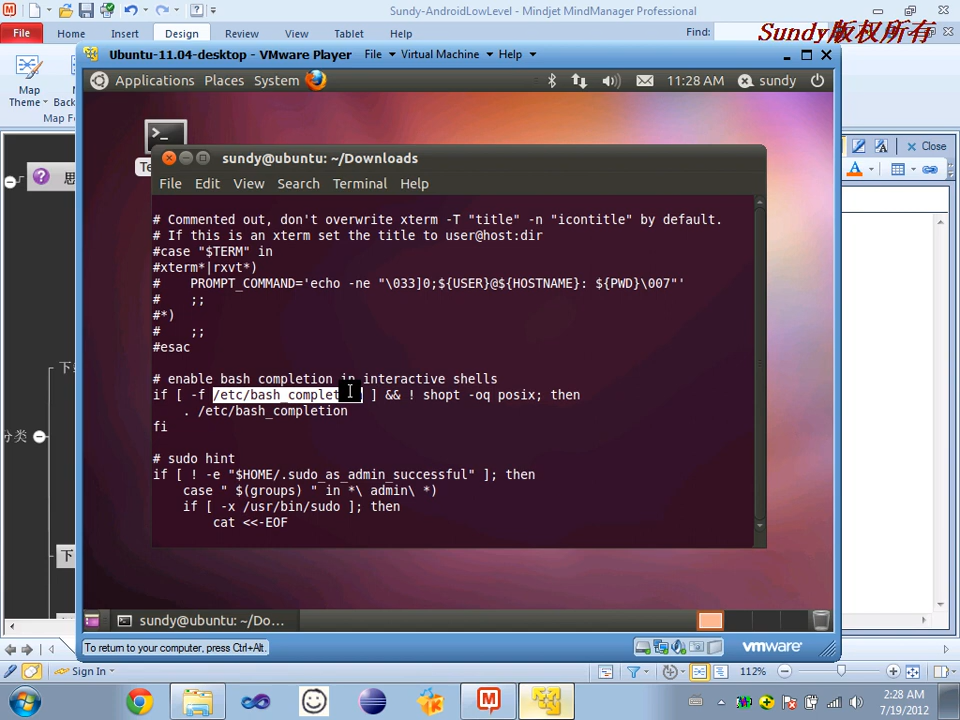 Sundy-AndroidLowLevel - Mindjet MindManager Professional
File Home Insert Design Review View Tablet Help Find:
Sundy版权所有
Map
Theme
Ubuntu-11.04-desktop - VMware Player File Virtual Machine Help
Applications Places System 11:28 AM sundy
Close
sundy@ubuntu: ~/Downloads
File Edit View Search Terminal Help
# Commented out, don't overwrite xterm -T "title" -n "icontitle" by default.
# If this is an xterm set the title to user@host:dir
#case "$TERM" in
#xterm*|rxvt*)
#    PROMPT_COMMAND='echo -ne "\033]0;${USER}@${HOSTNAME}: ${PWD}\007"'
#    ;;
#*)
#    ;;
#esac
# enable bash completion in interactive shells
if [ -f /etc/bash_complet ] && ! shopt -oq posix; then
    . /etc/bash_completion
fi
# sudo hint
if [ ! -e "$HOME/.sudo_as_admin_successful" ]; then
    case " $(groups) " in *\ admin\ *)
    if [ -x /usr/bin/sudo ]; then
        cat <<-EOF
分类
下
sundy@ubuntu: ~/Do...
To return to your computer, press Ctrl+Alt.
vmware
Sign In 112%
2:28 AM
7/19/2012